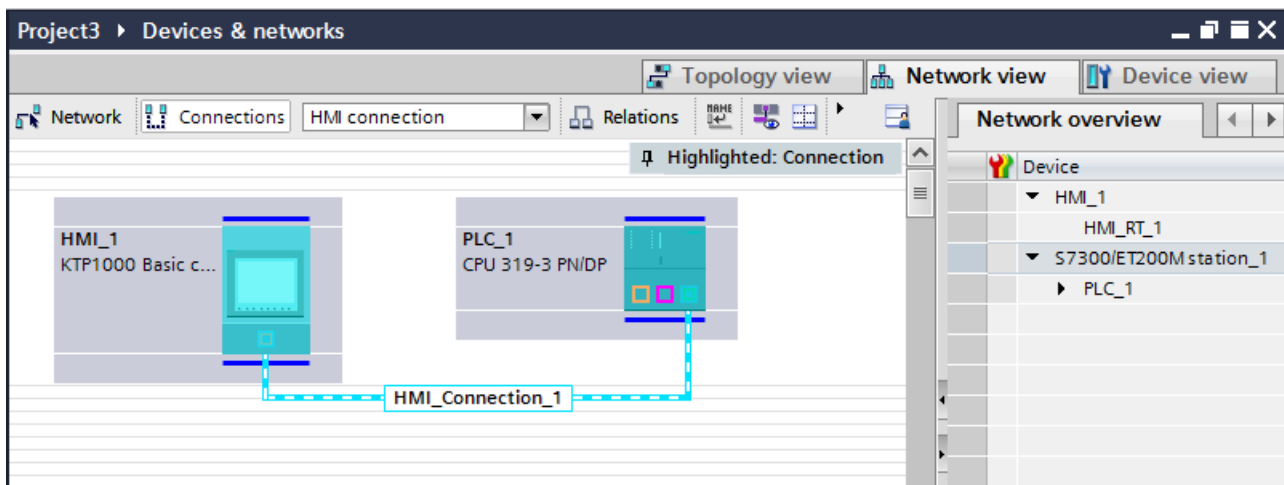 Project3 ▸ Devices & networks
Topology view
Network view
Device view
Network
Connections
HMI connection
Relations
NAME
Network overview
Highlighted: Connection
HMI_1
KTP1000 Basic c...
PLC_1
CPU 319-3 PN/DP
HMI_Connection_1
Device
HMI_1
HMI_RT_1
S7300/ET200M station_1
PLC_1